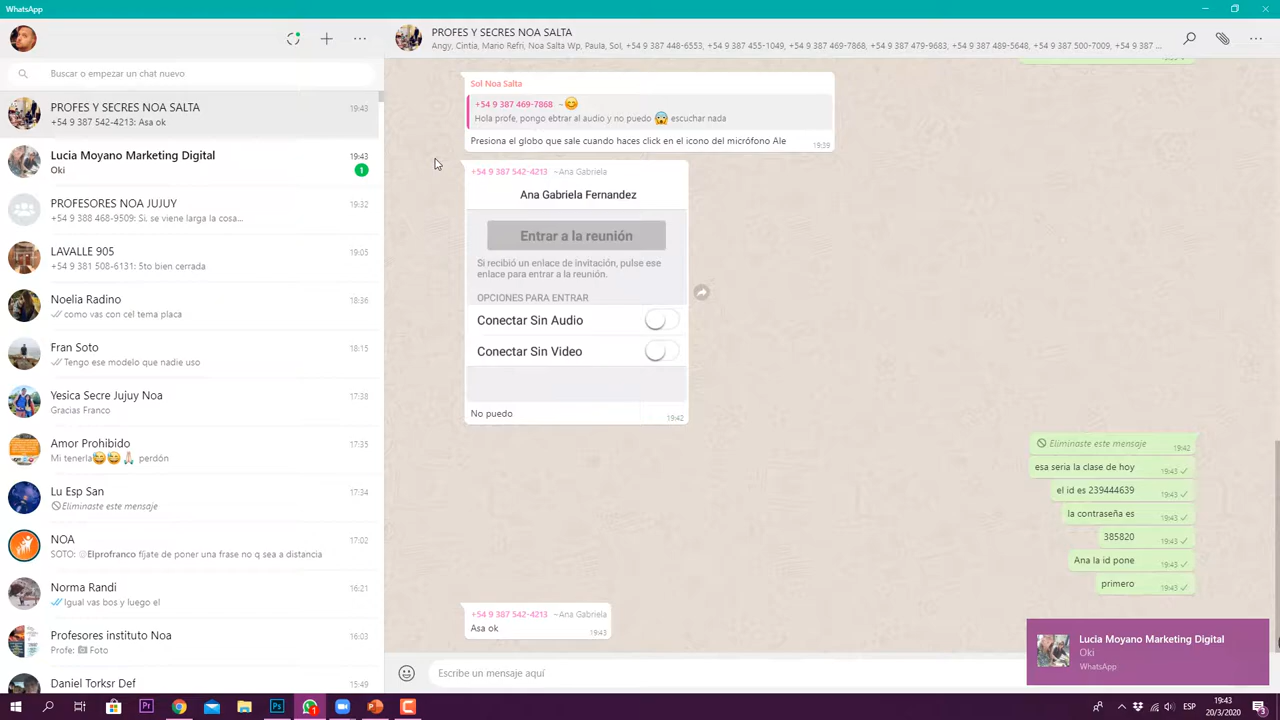 WhatsApp
Buscar o empezar un chat nuevo
PROFES Y SECRES NOA SALTA
19:43
+54 9 387 542-4213: Asa ok
Lucia Moyano Marketing Digital
19:43
Oki
1
PROFESORES NOA JUJUY
19:32
+54 9 388 468-9509: Si. se viene larga la cosa...
LAVALLE 905
19:05
+54 9 381 508-6131: 5to bien cerrada
Noelia Radino
18:36
como vas con cel tema placa
Fran Soto
18:15
Tengo ese modelo que nadie uso
Yesica Secre Jujuy Noa
17:38
Gracias Franco
Amor Prohibido
17:35
Mi tenerla😅😅🙏🏻 perdón
Lu Esp San
17:34
Eliminaste este mensaje
NOA
17:02
SOTO: @Elprofranco fíjate de poner una frase no q sea a distancia
Norma Randi
16:21
Igual vas bos y luego el
Profesores instituto Noa
16:03
Profe: Foto
Daniel Torksr Def
15:49
PROFES Y SECRES NOA SALTA
Angy, Cintia, Mario Refri, Noa Salta Wp, Paula, Sol, +54 9 387 448-6553, +54 9 387 455-1049, +54 9 387 469-7868, +54 9 387 479-9683, +54 9 387 489-5648, +54 9 387 500-7009, +54 9 387 ...
Sol Noa Salta
+54 9 387 469-7868 ~😊
Hola profe, pongo ebtrar al audio y no puedo 😱 escuchar nada
Presiona el globo que sale cuando haces click en el icono del micrófono Ale
19:39
+54 9 387 542-4213 ~Ana Gabriela
Ana Gabriela Fernandez
Entrar a la reunión
Si recibió un enlace de invitación, pulse ese
enlace para entrar a la reunión.
OPCIONES PARA ENTRAR
Conectar Sin Audio
Conectar Sin Video
No puedo
19:42
Eliminaste este mensaje
19:42
esa seria la clase de hoy
19:43
el id es 239444639
19:43
la contraseña es
19:43
385820
19:43
Ana la id pone
19:43
primero
19:43
+54 9 387 542-4213 ~Ana Gabriela
Asa ok
19:43
Escribe un mensaje aquí
Lucia Moyano Marketing Digital
Oki
WhatsApp
Pr
Ps
1
ESP
19:43
20/3/2020
3